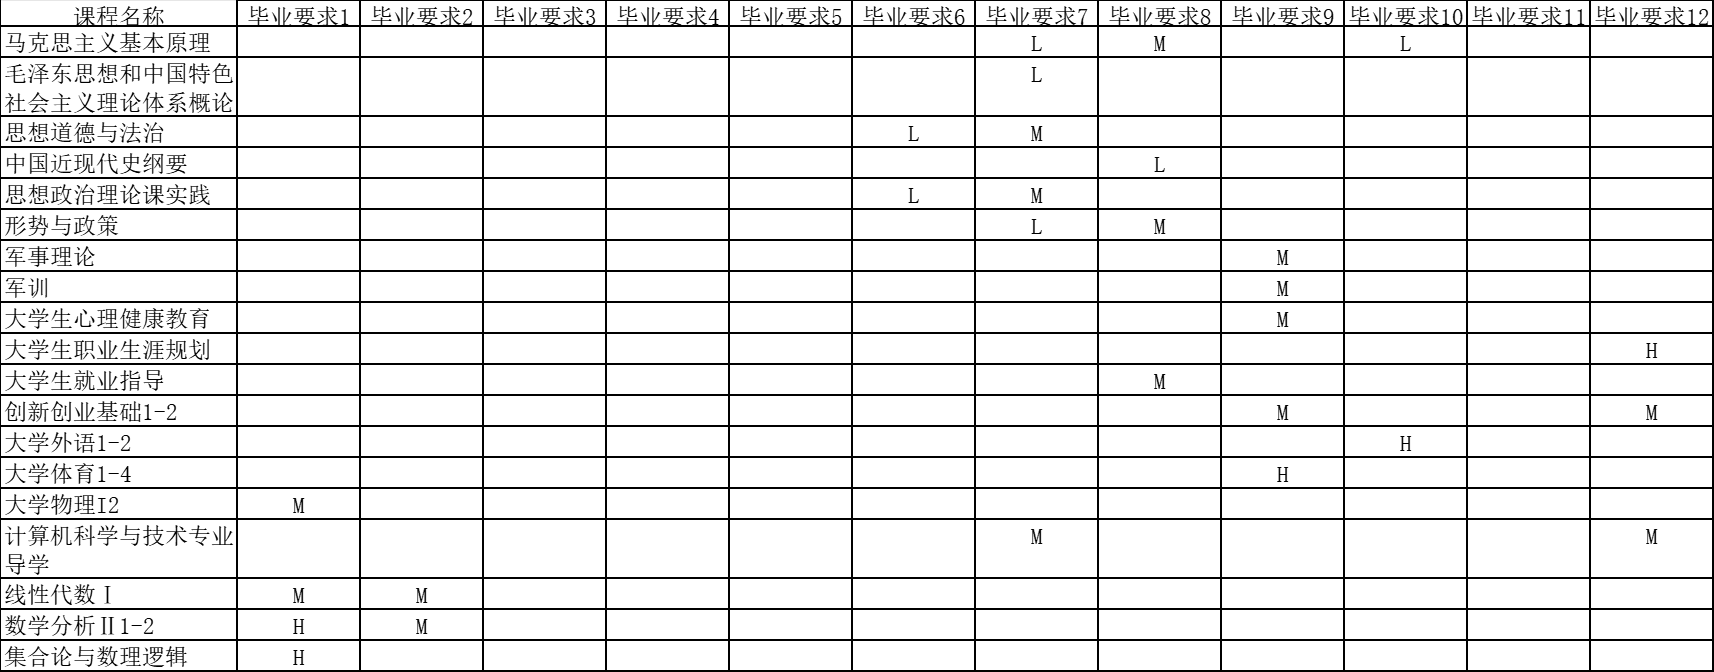 课程名称 毕业要求1 毕业要求2 毕业要求3 毕业要求4 毕业要求5 毕业要求6 毕业要求7 毕业要求8 毕业要求9 毕业要求10 毕业要求11 毕业要求12
马克思主义基本原理 L M L
毛泽东思想和中国特色 L
社会主义理论体系概论
思想道德与法治 L M
中国近现代史纲要 L
思想政治理论课实践 L M
形势与政策 L M
军事理论 M
军训 M
大学生心理健康教育 M
大学生职业生涯规划 H
大学生就业指导 M
创新创业基础1-2 M M
大学外语1-2 H
大学体育1-4 H
大学物理I2 M
计算机科学与技术专业 M M
导学
线性代数Ⅰ M M
数学分析Ⅱ1-2 H M
集合论与数理逻辑 H